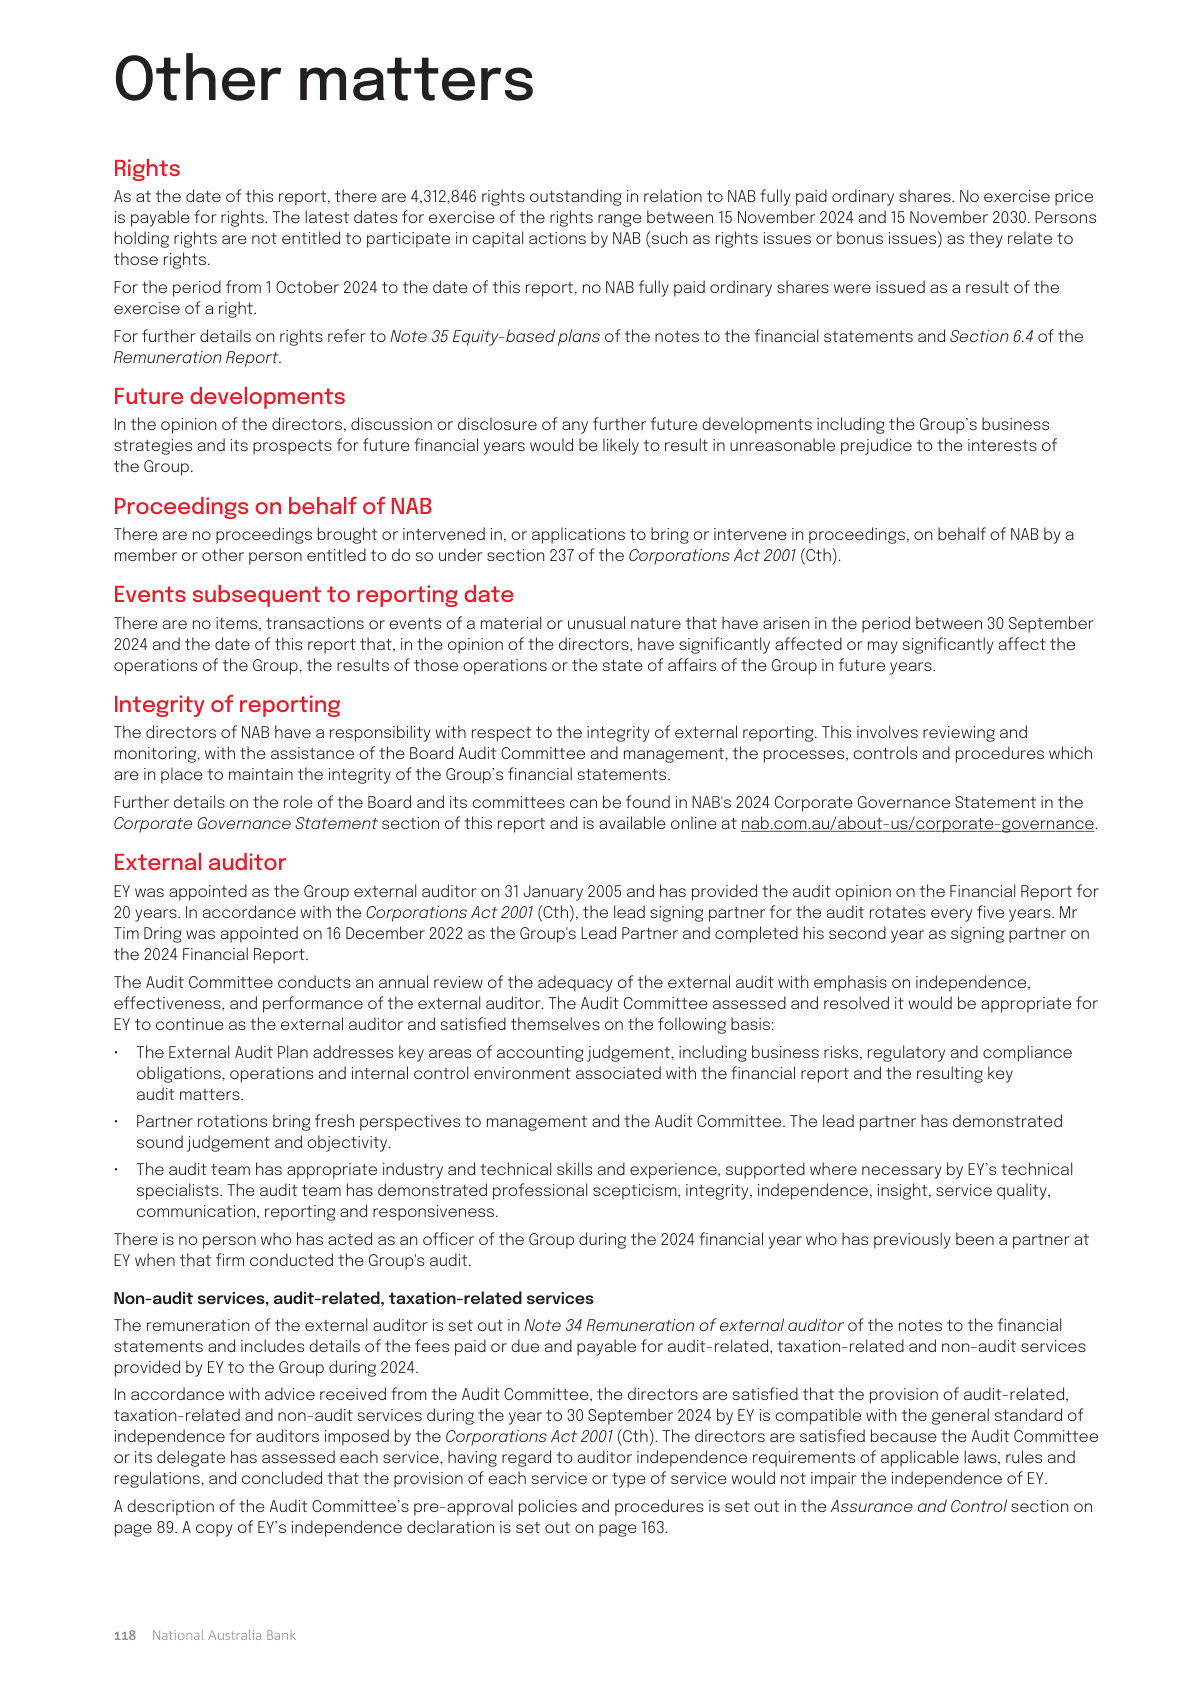 Other matters
Rights
As at the date of this report, there are 4,312,846 rights outstanding in relation to NAB fully paid ordinary shares. No exercise price
is payable for rights. The latest dates for exercise of the rights range between 15 November 2024 and 15 November 2030. Persons
holding rights are not entitled to participate in capital actions by NAB (such as rights issues or bonus issues) as they relate to
those rights.
For the period from 1 October 2024 to the date of this report, no NAB fully paid ordinary shares were issued as a result of the
exercise of a right.
For further details on rights refer to Note 35 Equity-based plans of the notes to the financial statements and Section 6.4 of the
Remuneration Report.
Future developments
In the opinion of the directors, discussion or disclosure of any further future developments including the Group's business
strategies and its prospects for future financial years would be likely to result in unreasonable prejudice to the interests of
the Group.
Proceedings on behalf of NAB
There are no proceedings brought or intervened in, or applications to bring or intervene in proceedings, on behalf of NAB by a
member or other person entitled to do so under section 237 of the Corporations Act 2001 (Cth).
Events subsequent to reporting date
There are no items, transactions or events of a material or unusual nature that have arisen in the period between 30 September
2024 and the date of this report that, in the opinion of the directors, have significantly affected or may significantly affect the
operations of the Group, the results of those operations or the state of affairs of the Group in future years.
Integrity of reporting
The directors of NAB have a responsibility with respect to the integrity of external reporting. This involves reviewing and
monitoring, with the assistance of the Board Audit Committee and management, the processes, controls and procedures which
are in place to maintain the integrity of the Group's financial statements.
Further details on the role of the Board and its committees can be found in NAB's 2024 Corporate Governance Statement in the
Corporate Governance Statement section of this report and is available online at nab.com.au/about-us/corporate-governance.
External auditor
EY was appointed as the Group external auditor on 31 January 2005 and has provided the audit opinion on the Financial Report for
20 years. In accordance with the Corporations Act 2001 (Cth), the lead signing partner for the audit rotates every five years. Mr
Tim Dring was appointed on 16 December 2022 as the Group's Lead Partner and completed his second year as signing partner on
the 2024 Financial Report.
The Audit Committee conducts an annual review of the adequacy of the external audit with emphasis on independence,
effectiveness, and performance of the external auditor. The Audit Committee assessed and resolved it would be appropriate for
EY to continue as the external auditor and satisfied themselves on the following basis:
• The External Audit Plan addresses key areas of accounting judgement, including business risks, regulatory and compliance
obligations, operations and internal control environment associated with the financial report and the resulting key
audit matters.
• Partner rotations bring fresh perspectives to management and the Audit Committee. The lead partner has demonstrated
sound judgement and objectivity.
• The audit team has appropriate industry and technical skills and experience, supported where necessary by EY's technical
specialists. The audit team has demonstrated professional scepticism, integrity, independence, insight, service quality,
communication, reporting and responsiveness.
There is no person who has acted as an officer of the Group during the 2024 financial year who has previously been a partner at
EY when that firm conducted the Group's audit.
Non-audit services, audit-related, taxation-related services
The remuneration of the external auditor is set out in Note 34 Remuneration of external auditor of the notes to the financial
statements and includes details of the fees paid or due and payable for audit-related, taxation-related and non-audit services
provided by EY to the Group during 2024.
In accordance with advice received from the Audit Committee, the directors are satisfied that the provision of audit-related,
taxation-related and non-audit services during the year to 30 September 2024 by EY is compatible with the general standard of
independence for auditors imposed by the Corporations Act 2001 (Cth). The directors are satisfied because the Audit Committee
or its delegate has assessed each service, having regard to auditor independence requirements of applicable laws, rules and
regulations, and concluded that the provision of each service or type of service would not impair the independence of EY.
A description of the Audit Committee's pre-approval policies and procedures is set out in the Assurance and Control section on
page 89. A copy of EY's independence declaration is set out on page 163.
118 National Australia Bank